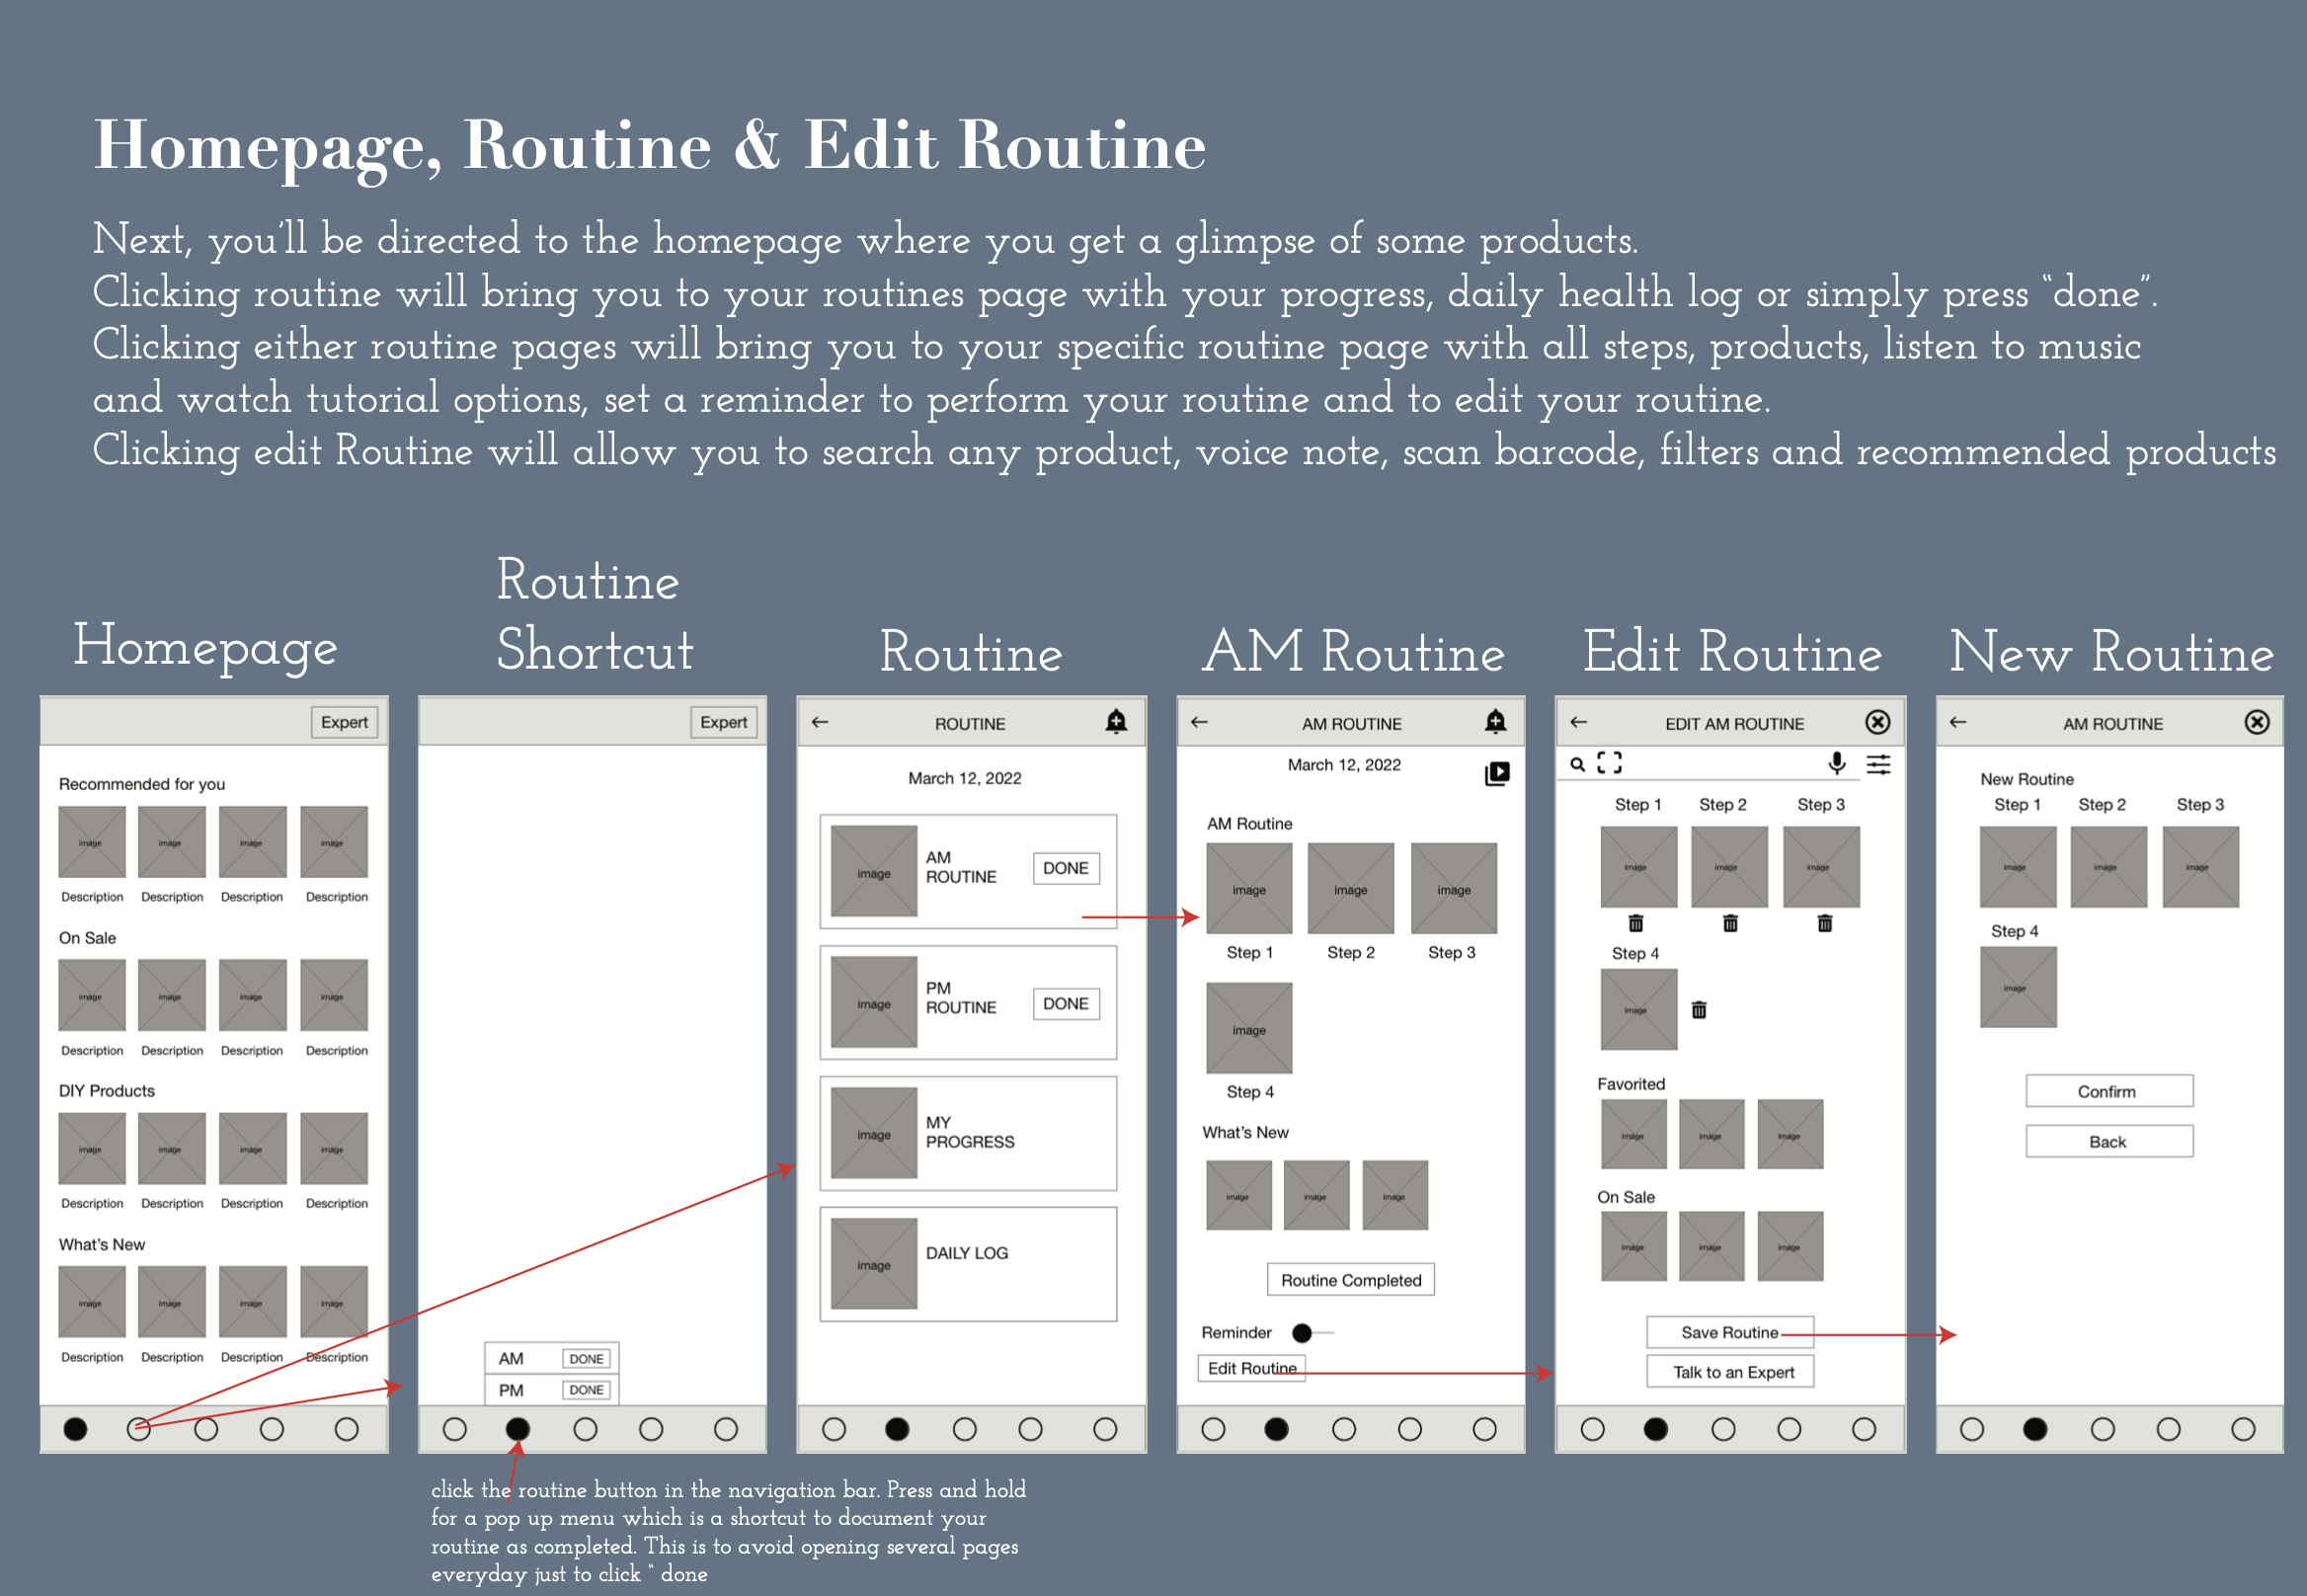 Homepage, Routine & Edit Routine
Next, you'll be directed to the homepage where you get a glimpse of some products.
Clicking routine will bring you to your routines page with your progress, daily health log or simply press “done”.
Clicking either routine pages will bring you to your specific routine page with all steps, products, listen to music
and watch tutorial options, set a reminder to perform your routine and to edit your routine.
Clicking edit Routine will allow you to search any product, voice note, scan barcode, filters and recommended products
Homepage
Expert
Recommended for you
image image image image
Description Description Description Description
On Sale
image image image image
Description Description Description Description
DIY Products
image image image image
Description Description Description Description
What's New
image image image image
Description Description Description Description
Routine
Shortcut
Expert
AM DONE
PM DONE
click the routine button in the navigation bar. Press and hold
for a pop up menu which is a shortcut to document your
routine as completed. This is to avoid opening several pages
everyday just to click “ done
Routine
ROUTINE
March 12, 2022
image
AM
ROUTINE
DONE
image
PM
ROUTINE
DONE
image
MY
PROGRESS
image
DAILY LOG
AM Routine
AM ROUTINE
March 12, 2022
AM Routine
image image image
Step 1 Step 2 Step 3
image
Step 4
What's New
image image image
Routine Completed
Reminder
Edit Routine
Edit Routine
EDIT AM ROUTINE
Step 1 Step 2 Step 3
image image image
Step 4
image
Favorited
image image image
On Sale
image image image
Save Routine
Talk to an Expert
New Routine
AM ROUTINE
New Routine
Step 1 Step 2 Step 3
image image image
Step 4
image
Confirm
Back